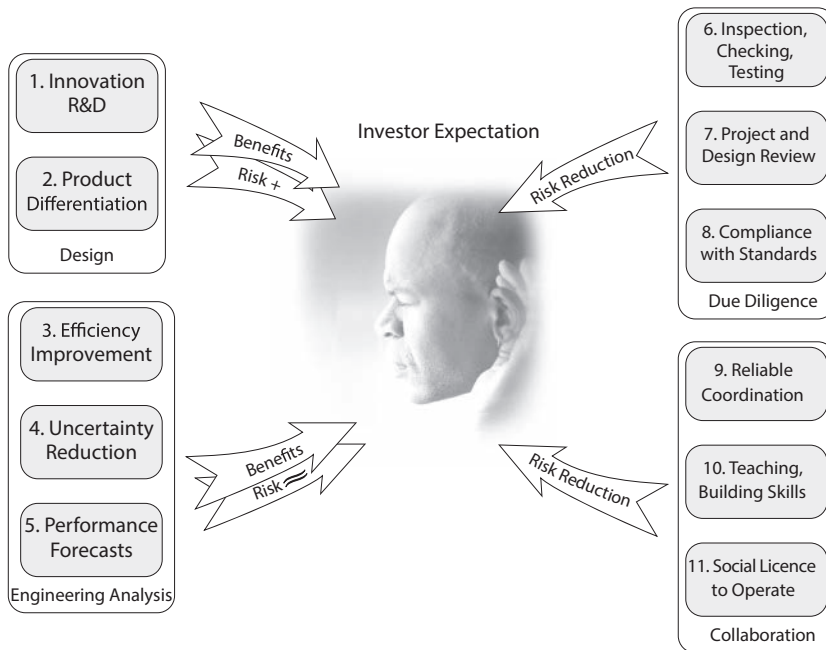 1. Innovation
R&D
2. Product
Differentiation
Design
3. Efficiency
Improvement
4. Uncertainty
Reduction
5. Performance
Forecasts
Engineering Analysis
Benefits
Risk +
Investor Expectation
Benefits
Risk ≈
Risk Reduction
Risk Reduction
6. Inspection,
Checking,
Testing
7. Project and
Design Review
8. Compliance
with Standards
Due Diligence
9. Reliable
Coordination
10. Teaching,
Building Skills
11. Social Licence
to Operate
Collaboration